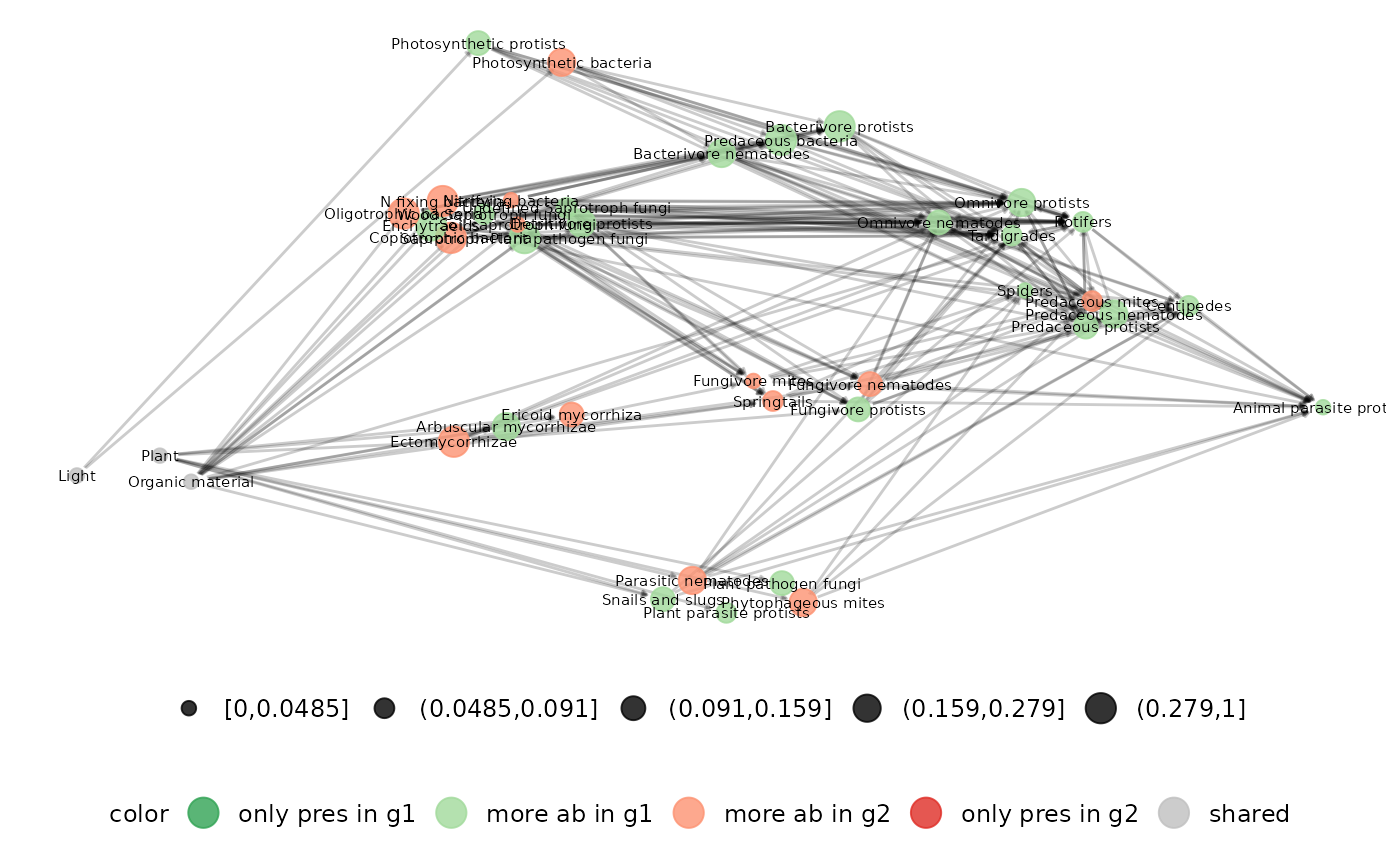 Photosynthetic protists
Photosynthetic bacteria
Bacterivore protists
Predaceous bacteria
Bacterivore nematodes
N fixing bacteria
Nitrifying bacteria
Omnivore protists
Undefined Saprotroph fungi
Oligotrophic bacteria
Wood Saprotroph fungi
Omnivore nematodes
Rotifers
Enchytraeids
Soil saprotroph fungi
Detritivore protists
Tardigrades
Copiotrophic bacteria
Plant pathogen fungi
Spiders
Predaceous mites
Centipedes
Predaceous nematodes
Predaceous protists
Fungivore mites
Fungivore nematodes
Springtails
Fungivore protists
Animal parasite prot
Ericoid mycorrhiza
Arbuscular mycorrhizae
Ectomycorrhizae
Plant
Light
Organic material
Parasitic nematodes
Plant pathogen fungi
Snails and slugs
Phytophageous mites
Plant parasite protists
[0,0.0485]
(0.0485,0.091]
(0.091,0.159]
(0.159,0.279]
(0.279,1]
color
only pres in g1
more ab in g1
more ab in g2
only pres in g2
shared